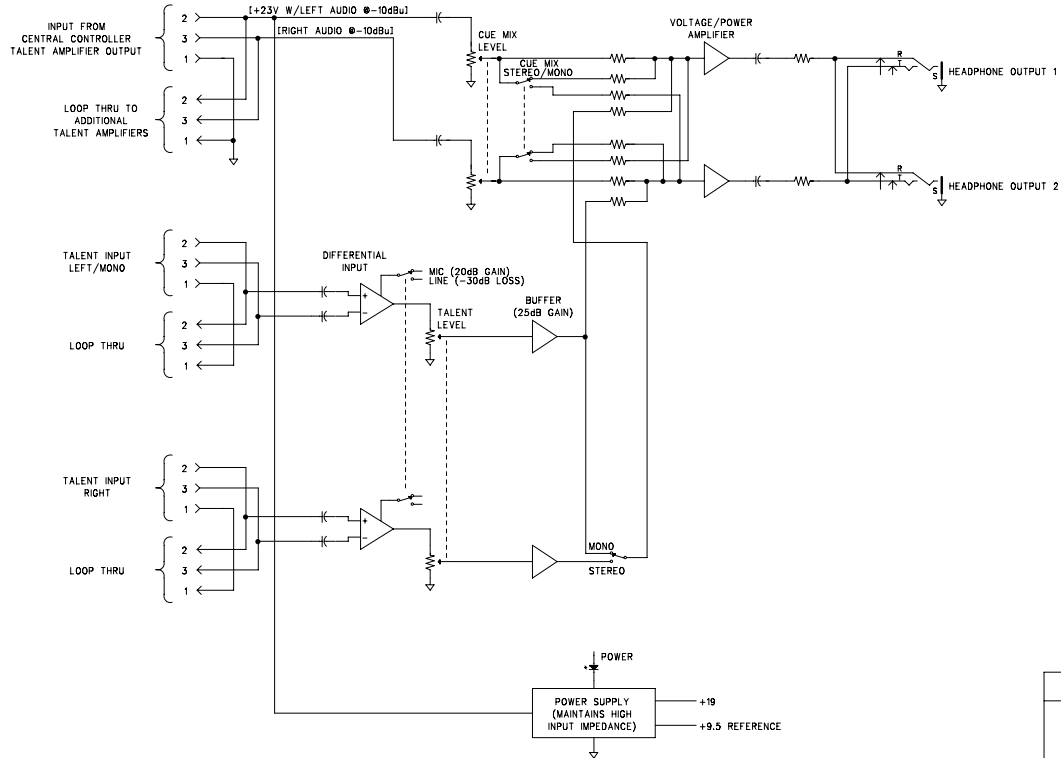 INPUT FROM
CENTRAL CONTROLLER
TALENT AMPLIFIER OUTPUT
2
3
1
[+23V W/LEFT AUDIO @-10dBu]
[RIGHT AUDIO @-10dBu]
LOOP THRU TO
ADDITIONAL
TALENT AMPLIFIERS
2
3
1
CUE MIX
LEVEL
CUE MIX
STEREO/MONO
VOLTAGE/POWER
AMPLIFIER
R
T
S
HEADPHONE OUTPUT 1
R
T
S
HEADPHONE OUTPUT 2
TALENT INPUT
LEFT/MONO
2
3
1
LOOP THRU
2
3
1
DIFFERENTIAL
INPUT
+
-
MIC (20dB GAIN)
LINE (-30dB LOSS)
TALENT
LEVEL
BUFFER
(25dB GAIN)
TALENT INPUT
RIGHT
2
3
1
LOOP THRU
2
3
1
+
-
MONO
STEREO
POWER
*
POWER SUPPLY
(MAINTAINS HIGH
INPUT IMPEDANCE)
+19
+9.5 REFERENCE